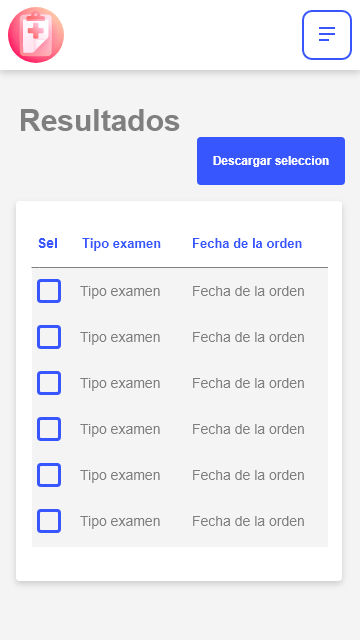 Resultados
Descargar seleccion
Sel Tipo examen Fecha de la orden
Tipo examen Fecha de la orden
Tipo examen Fecha de la orden
Tipo examen Fecha de la orden
Tipo examen Fecha de la orden
Tipo examen Fecha de la orden
Tipo examen Fecha de la orden